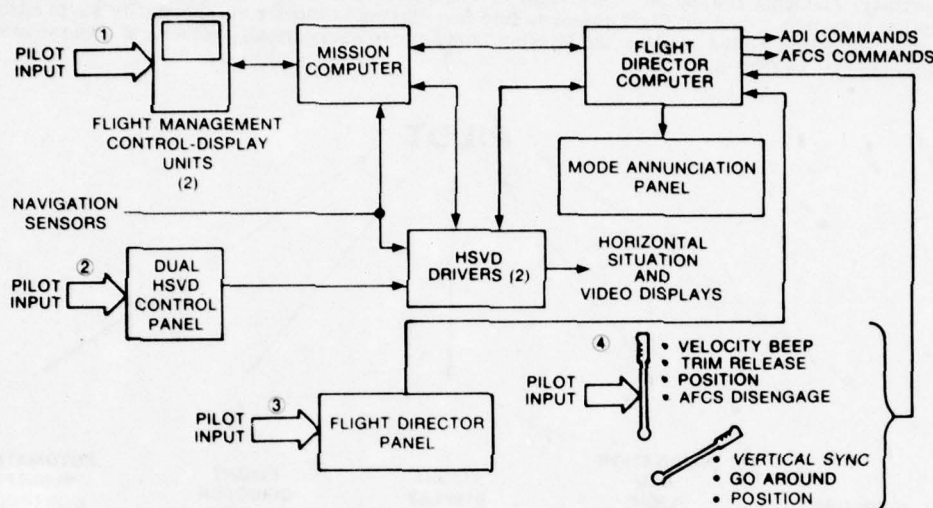 ①
PILOT
INPUT
FLIGHT MANAGEMENT
CONTROL-DISPLAY
UNITS
(2)
MISSION
COMPUTER
FLIGHT
DIRECTOR
COMPUTER
ADI COMMANDS
AFCS COMMANDS
MODE ANNUNCIATION
PANEL
NAVIGATION
SENSORS
②
PILOT
INPUT
DUAL
HSVD
CONTROL
PANEL
HSVD
DRIVERS (2)
HORIZONTAL
SITUATION
AND
VIDEO DISPLAYS
③
PILOT
INPUT
FLIGHT DIRECTOR
PANEL
④
PILOT
INPUT
• VELOCITY BEEP
• TRIM RELEASE
• POSITION
• AFCS DISENGAGE
• VERTICAL SYNC
• GO AROUND
• POSITION